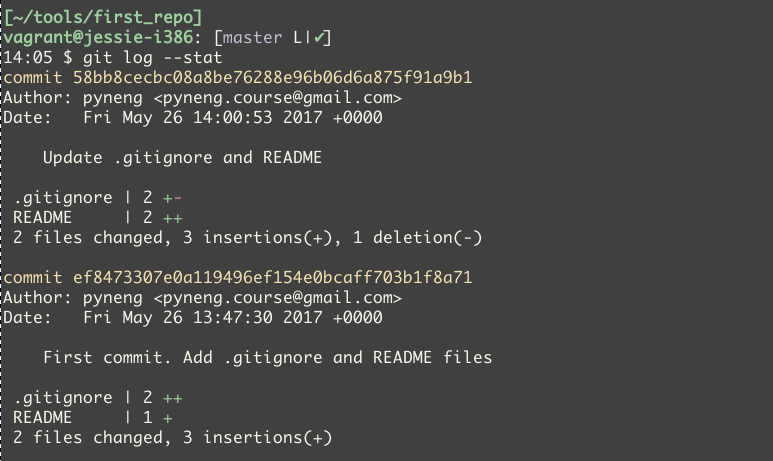 [~/tools/first_repo]
vagrant@jessie-i386: [master L|✔]
14:05 $ git log --stat
commit 58bb8cecbc08a8be76288e96b06d6a875f91a9b1
Author: pyneng <pyneng.course@gmail.com>
Date:   Fri May 26 14:00:53 2017 +0000

    Update .gitignore and README

 .gitignore | 2 +-
 README     | 2 ++
 2 files changed, 3 insertions(+), 1 deletion(-)

commit ef8473307e0a119496ef154e0bcaff703b1f8a71
Author: pyneng <pyneng.course@gmail.com>
Date:   Fri May 26 13:47:30 2017 +0000

    First commit. Add .gitignore and README files

 .gitignore | 2 ++
 README     | 1 +
 2 files changed, 3 insertions(+)